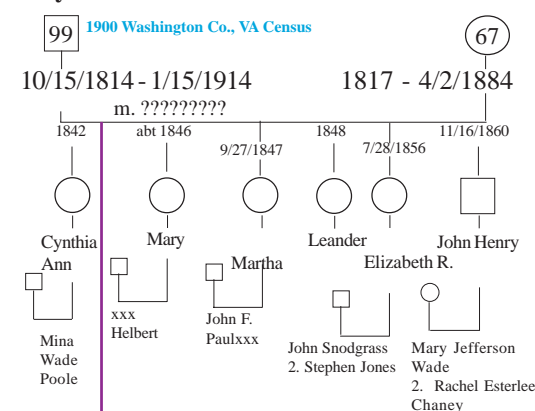 99
1900 Washington Co., VA Census
67
10/15/1814 - 1/15/1914
1817 - 4/2/1884
m. ?????????
1842
abt 1846
9/27/1847
1848
7/28/1856
11/16/1860
Cynthia
Ann
Mary
Martha
Leander
Elizabeth R.
John Henry
Mina
Wade
Poole
xxx
Helbert
John F.
Paulxxx
John Snodgrass
2. Stephen Jones
Mary Jefferson
Wade
2. Rachel Esterlee
Chaney